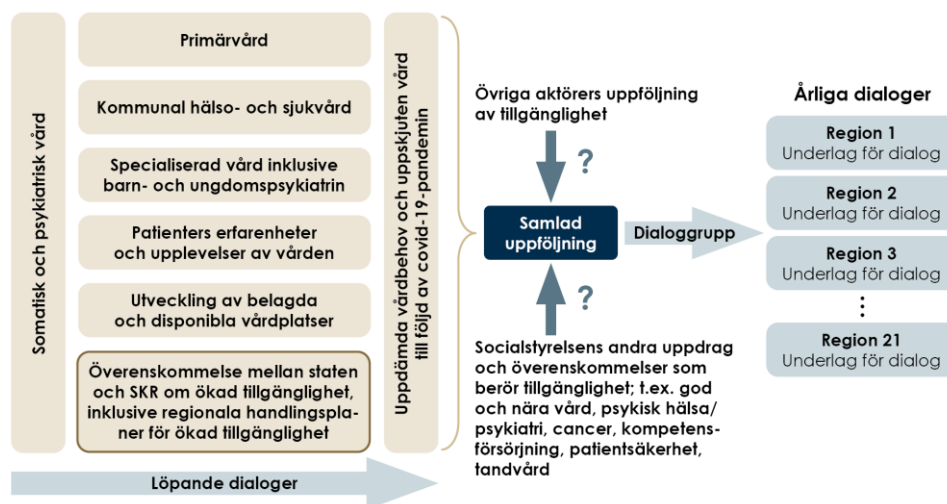 Somatisk och psykiatrisk vård
Primärvård
Kommunal hälso- och sjukvård
Specialiserad vård inklusive
barn- och ungdomspsykiatrin
Patienters erfarenheter
och upplevelser av vården
Utveckling av belagda
och disponibla vårdplatser
Överenskommelse mellan staten
och SKR om ökad tillgänglighet,
inklusive regionala handlingspla-
ner för ökad tillgänglighet
Uppdämda vårdbehov och uppskjuten vård
till följd av covid-19-pandemin
Löpande dialoger
Övriga aktörers uppföljning
av tillgänglighet
?
Samlad
uppföljning
?
Socialstyrelsens andra uppdrag
och överenskommelser som
berör tillgänglighet; t.ex. god
och nära vård, psykisk hälsa/
psykiatri, cancer, kompetens-
försörjning, patientsäkerhet,
tandvård
Dialoggrupp
Årliga dialoger
Region 1
Underlag för dialog
Region 2
Underlag för dialog
Region 3
Underlag för dialog
Region 21
Underlag för dialog